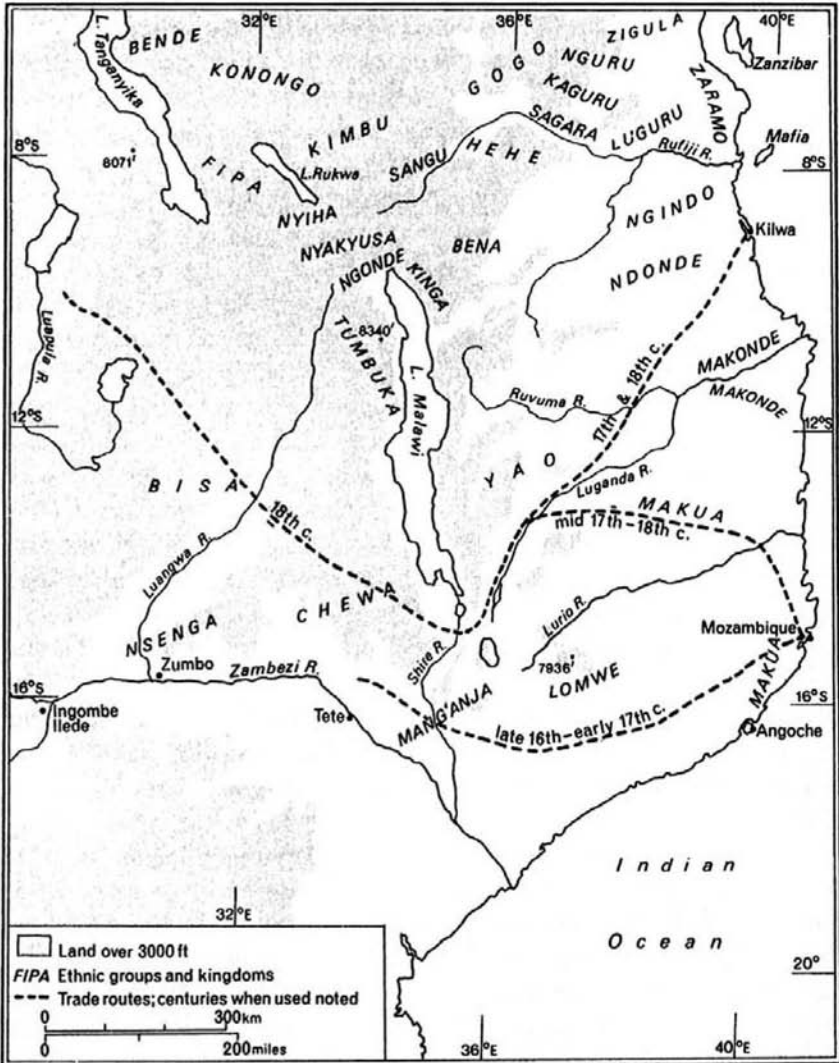 BENDE
32°E
36°E
ZIGULA
40°E
L. Tanganyika
Zanzibar
KONONGO
GOGO
NGURU
KAGURU
ZARAMO
KIMBU
SAGARA
LUGURU
Mafia
8°S
8071'
FIPA
L. Rukwa
SANGU
HEHE
Rufiji R.
8°S
NYIHA
NGINDO
Kilwa
NYAKYUSA
BENA
NDONDE
NGONDE
KINGA
Luapula R.
8340'
TUMBUKA
L. Malawi
17th & 18th c.
MAKONDE
Ruvuma R.
MAKONDE
12°S
12°S
YAO
BISA
Luganda R.
MAKUA
18th c.
mid 17th–18th c.
Luangwa R.
CHEWA
Lurio R.
NSENGA
Mozambique
Zumbo
Zambezi R.
Shire R.
7936'
LOMWE
MAKUA
16°S
16°S
Ingombe
Ilede
Tete
MANG'ANJA
late 16th–early 17th c.
Angoche
Indian
Ocean
32°E
Land over 3000 ft
FIPA Ethnic groups and kingdoms
Trade routes; centuries when used noted
20°
0 300km
0 200miles
36°E
40°E